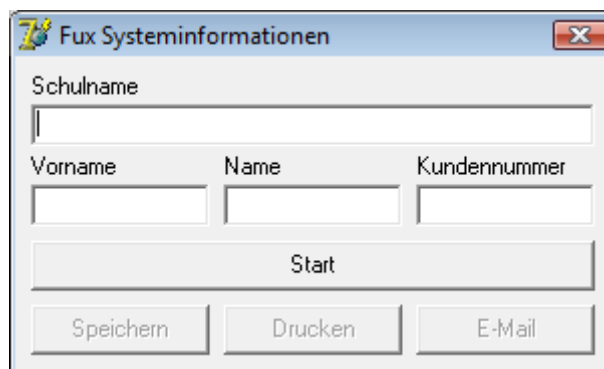 Fux Systeminformationen
Schulname
Vorname Name Kundennummer
Start
Speichern Drucken E-Mail